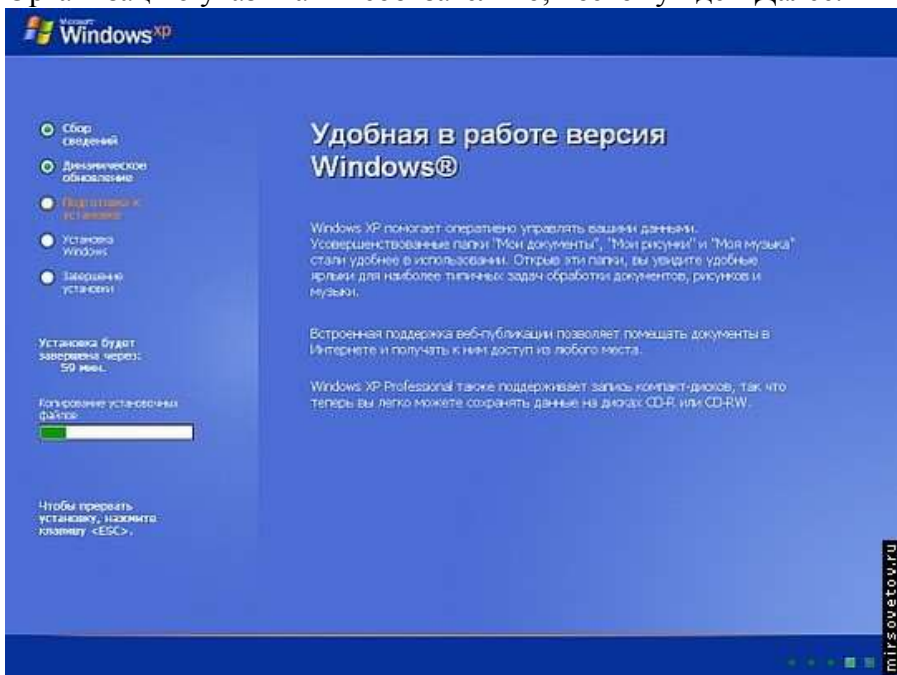 Microsoft
Windows xp
Сбор
сведений
Динамическое
обновление
Подготовка к
установке
Установка
Windows
Завершение
установки
Установка будет
завершена через:
59 мин.
Копирование установочных
файлов
Чтобы прервать
установку, нажмите
клавишу <ESC>.
Удобная в работе версия
Windows®
Windows XP помогает оперативно управлять вашими данными.
Усовершенствованные папки "Мои документы", "Мои рисунки" и "Моя музыка"
стали удобнее в использовании. Открыв эти папки, вы увидите удобные
ярлыки для наиболее типичных задач обработки документов, рисунков и
музыки.
Встроенная поддержка веб-публикации позволяет помещать документы в
Интернете и получать к ним доступ из любого места.
Windows XP Professional также поддерживает запись компакт-дисков, так что
теперь вы легко можете сохранять данные на дисках CD-R или CD-RW.
mirsovetov.ru